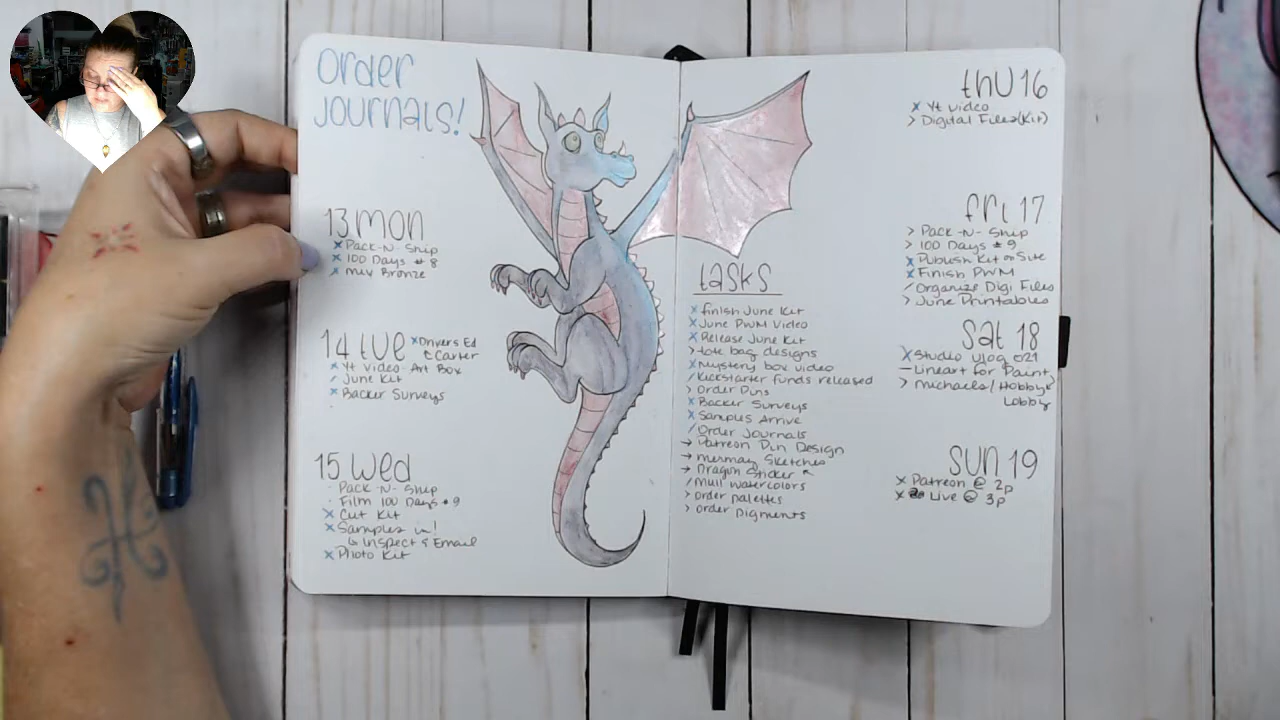 Order
Journals!
13 mon
x Pack-N-Ship
x 100 Days #8
x Mix Bronze
14 tue
x Drivers Ed
c Carter
x Yt Video- Art Box
/ June Kit
x Backer Surveys
15 wed
· Pack-N-Ship
· Film 100 Days #9
x Cut Kit
x Samples in!
↳ Inspect & Email
x Photo Kit
tasks
x finish June Kit
x June PWM Video
x Release June Kit
> tote bag designs
x Mystery box video
/ Kickstarter funds released
> Order Pins
x Backer Surveys
x Samples Arrive
/ Order Journals
→ Patreon Pin Design
→ mermay Sketches
→ Dragon Sticker
/ Mull watercolors
> Order palettes
> Order Pigments
thu 16
x Yt video
> Digital Files (Kit)
fri 17
> Pack-N-Ship
> 100 Days #9
x Publish Kit on Site
x Finish PWM
/ Organize Digi Files
> June Printables
Sat 18
x Studio Vlog 021
— Lineart for Paint
> michaels/Hobby
Lobby
Sun 19
x Patreon @ 2p
x Live @ 3p